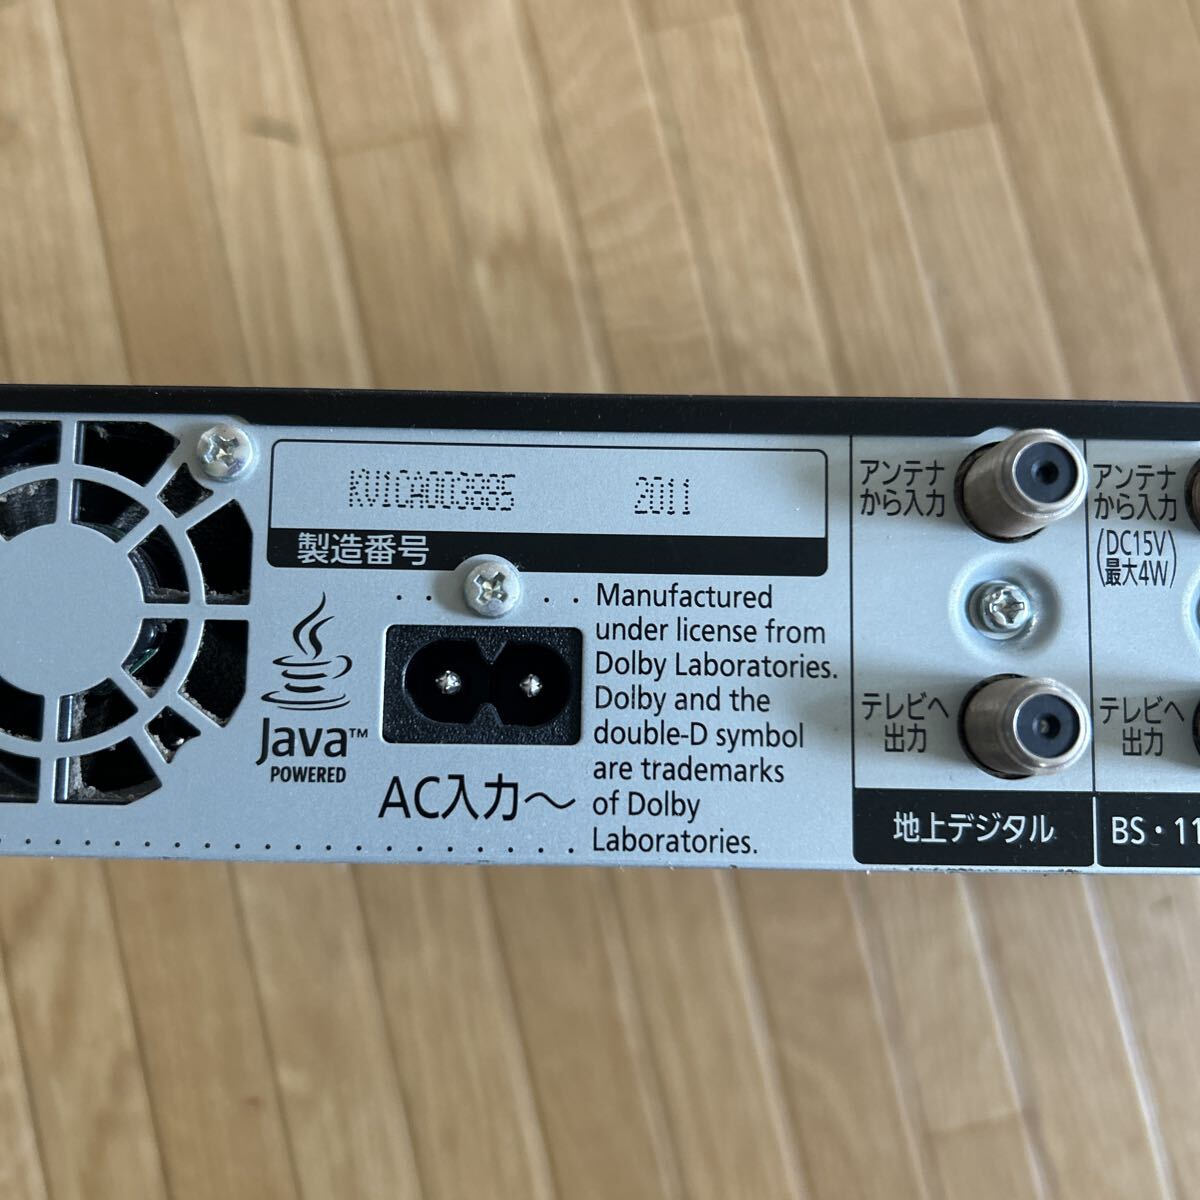 KV1CA003885 2011
製造番号
Java™
POWERED
AC入力～
Manufactured
under license from
Dolby Laboratories.
Dolby and the
double-D symbol
are trademarks
of Dolby
Laboratories.
アンテナ
から入力
テレビへ
出力
地上デジタル
アンテナ
から入力
(DC15V
最大4W)
テレビへ
出力
BS・11